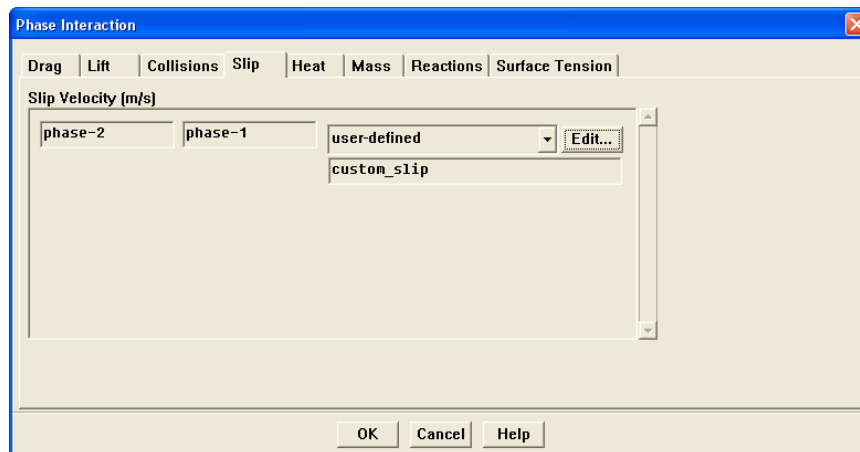 Phase Interaction
Drag Lift Collisions Slip Heat Mass Reactions Surface Tension
Slip Velocity (m/s)
phase-2 phase-1 user-defined Edit...
custom_slip
OK Cancel Help